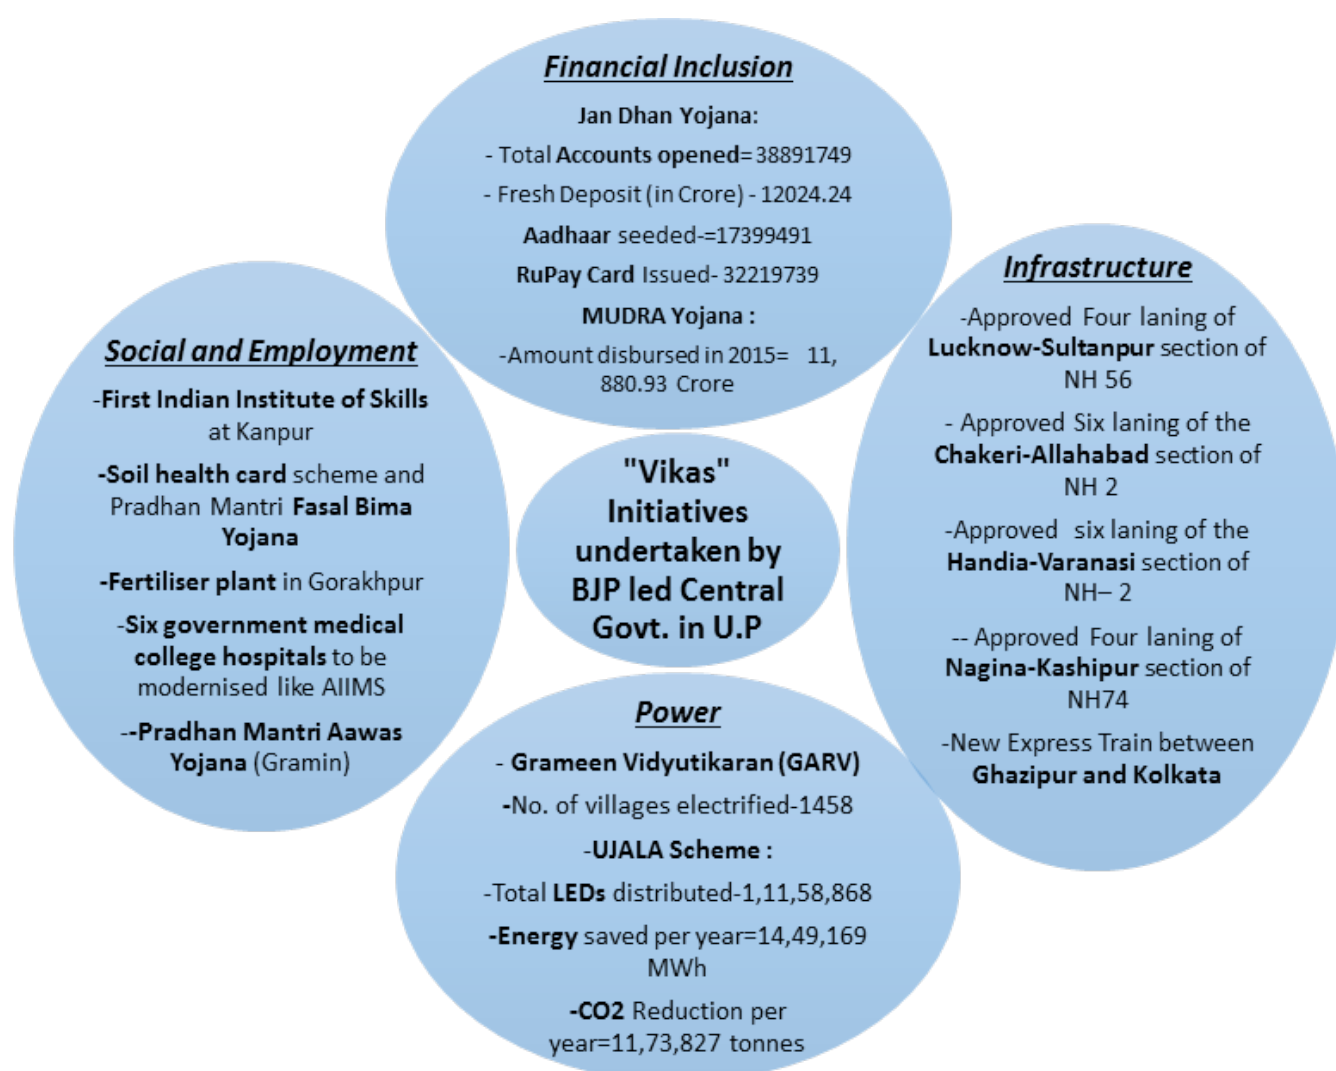 Financial Inclusion
Jan Dhan Yojana:
- Total Accounts opened= 38891749
- Fresh Deposit (in Crore) - 12024.24
Aadhaar seeded-=17399491
RuPay Card Issued- 32219739
MUDRA Yojana :
-Amount disbursed in 2015= 11,
880.93 Crore
Social and Employment
-First Indian Institute of Skills
at Kanpur
-Soil health card scheme and
Pradhan Mantri Fasal Bima
Yojana
-Fertiliser plant in Gorakhpur
-Six government medical
college hospitals to be
modernised like AIIMS
--Pradhan Mantri Aawas
Yojana (Gramin)
"Vikas"
Initiatives
undertaken by
BJP led Central
Govt. in U.P
Infrastructure
-Approved Four laning of
Lucknow-Sultanpur section of
NH 56
- Approved Six laning of the
Chakeri-Allahabad section of
NH 2
-Approved six laning of the
Handia-Varanasi section of
NH– 2
-- Approved Four laning of
Nagina-Kashipur section of
NH74
-New Express Train between
Ghazipur and Kolkata
Power
- Grameen Vidyutikaran (GARV)
-No. of villages electrified-1458
-UJALA Scheme :
-Total LEDs distributed-1,11,58,868
-Energy saved per year=14,49,169
MWh
-CO2 Reduction per
year=11,73,827 tonnes